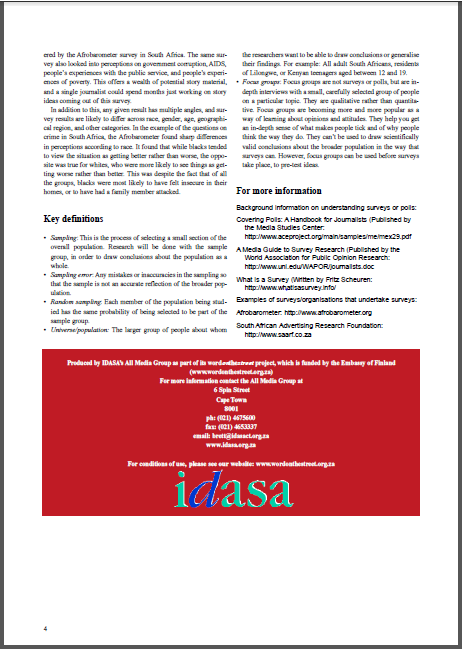 ered by the Afrobarometer survey in South Africa. The same sur-
vey also looked into perceptions on government corruption, AIDS,
people's experiences with the public service, and people's experi-
ences of poverty. This offers a wealth of potential story material,
and a single journalist could spend months just working on story
ideas coming out of this survey.
In addition to this, any given result has multiple angles, and sur-
vey results are likely to differ across race, gender, age, geographi-
cal region, and other categories. In the example of the questions on
crime in South Africa, the Afrobarometer found sharp differences
in perceptions according to race. It found that while blacks tended
to view the situation as getting better rather than worse, the oppo-
site was true for whites, who were more likely to see things as get-
ting worse rather than better. This was despite the fact that of all
the groups, blacks were most likely to have felt insecure in their
homes, or to have had a family member attacked.
Key definitions
• Sampling: This is the process of selecting a small section of the
overall population. Research will be done with the sample
group, in order to draw conclusions about the population as a
whole.
• Sampling error: Any mistakes or inaccuracies in the sampling so
that the sample is not an accurate reflection of the broader pop-
ulation.
• Random sampling: Each member of the population being stud-
ied has the same probability of being selected to be part of the
sample group.
• Universe/population: The larger group of people about whom
the researchers want to be able to draw conclusions or generalise
their findings. For example: All adult South Africans, residents
of Lilongwe, or Kenyan teenagers aged between 12 and 19.
• Focus groups: Focus groups are not surveys or polls, but are in-
depth interviews with a small, carefully selected group of people
on a particular topic. They are qualitative rather than quantita-
tive. Focus groups are becoming more and more popular as a
way of learning about opinions and attitudes. They help you get
an in-depth sense of what makes people tick and of why people
think the way they do. They can't be used to draw scientifically
valid conclusions about the broader population in the way that
surveys can. However, focus groups can be used before surveys
take place, to pre-test ideas.
For more information
Background information on understanding surveys or polls:
Covering Polls: A Handbook for Journalists (Published by
the Media Studies Center:
http://www.aceproject.org/main/samples/me/mex29.pdf
A Media Guide to Survey Research (Published by the
World Association for Public Opinion Research:
http://www.unl.edu/WAPOR/journalists.doc
What is a Survey (Written by Fritz Scheuren:
http://www.whatisasurvey.info/
Examples of surveys/organisations that undertake surveys:
Afrobarometer: http://www.afrobarometer.org
South African Advertising Research Foundation:
http://www.saarf.co.za
Produced by IDASA's All Media Group as part of its wordonthestreet project, which is funded by the Embassy of Finland
(www.wordonthestreet.org.za)
For more information contact the All Media Group at
6 Spin Street
Cape Town
8001
ph: (021) 4675600
fax: (021) 4653337
email: brett@idasact.org.za
www.idasa.org.za
For conditions of use, please see our website: www.wordonthestreet.org.za
idasa
4